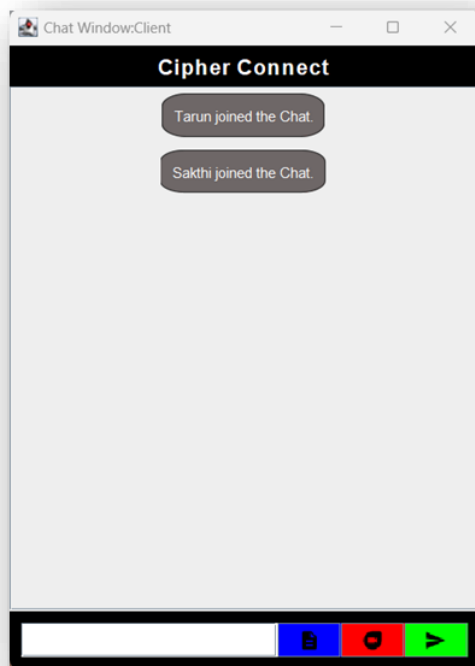 Chat Window:Client
Cipher Connect
Tarun joined the Chat.
Sakthi joined the Chat.